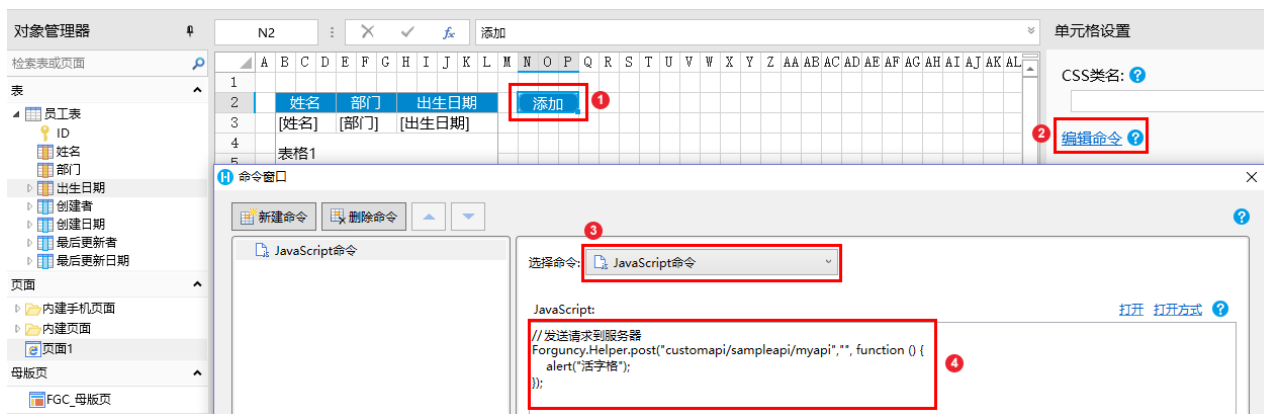 对象管理器
N2
fx
添加
单元格设置
检索表或页面
A B C D E F G H I J K L M N O P Q R S T U V W X Y Z AA AB AC AD AE AF AG AH AI AJ AK AL
CSS类名: ?
表
1
员工表
2 姓名 部门 出生日期 添加 1
ID
3 [姓名] [部门] [出生日期]
2 编辑命令 ?
姓名
4
部门
5 表格1
出生日期
创建者
创建日期
最后更新者
最后更新日期
页面
内建手机页面
内建页面
页面1
母版页
FGC_母版页
命令窗口
新建命令 删除命令
?
JavaScript命令
3
选择命令: JavaScript命令
JavaScript:
打开 打开方式 ?
//发送请求到服务器
Forguncy.Helper.post("customapi/sampleapi/myapi","", function () {
alert("活字格");
});
4